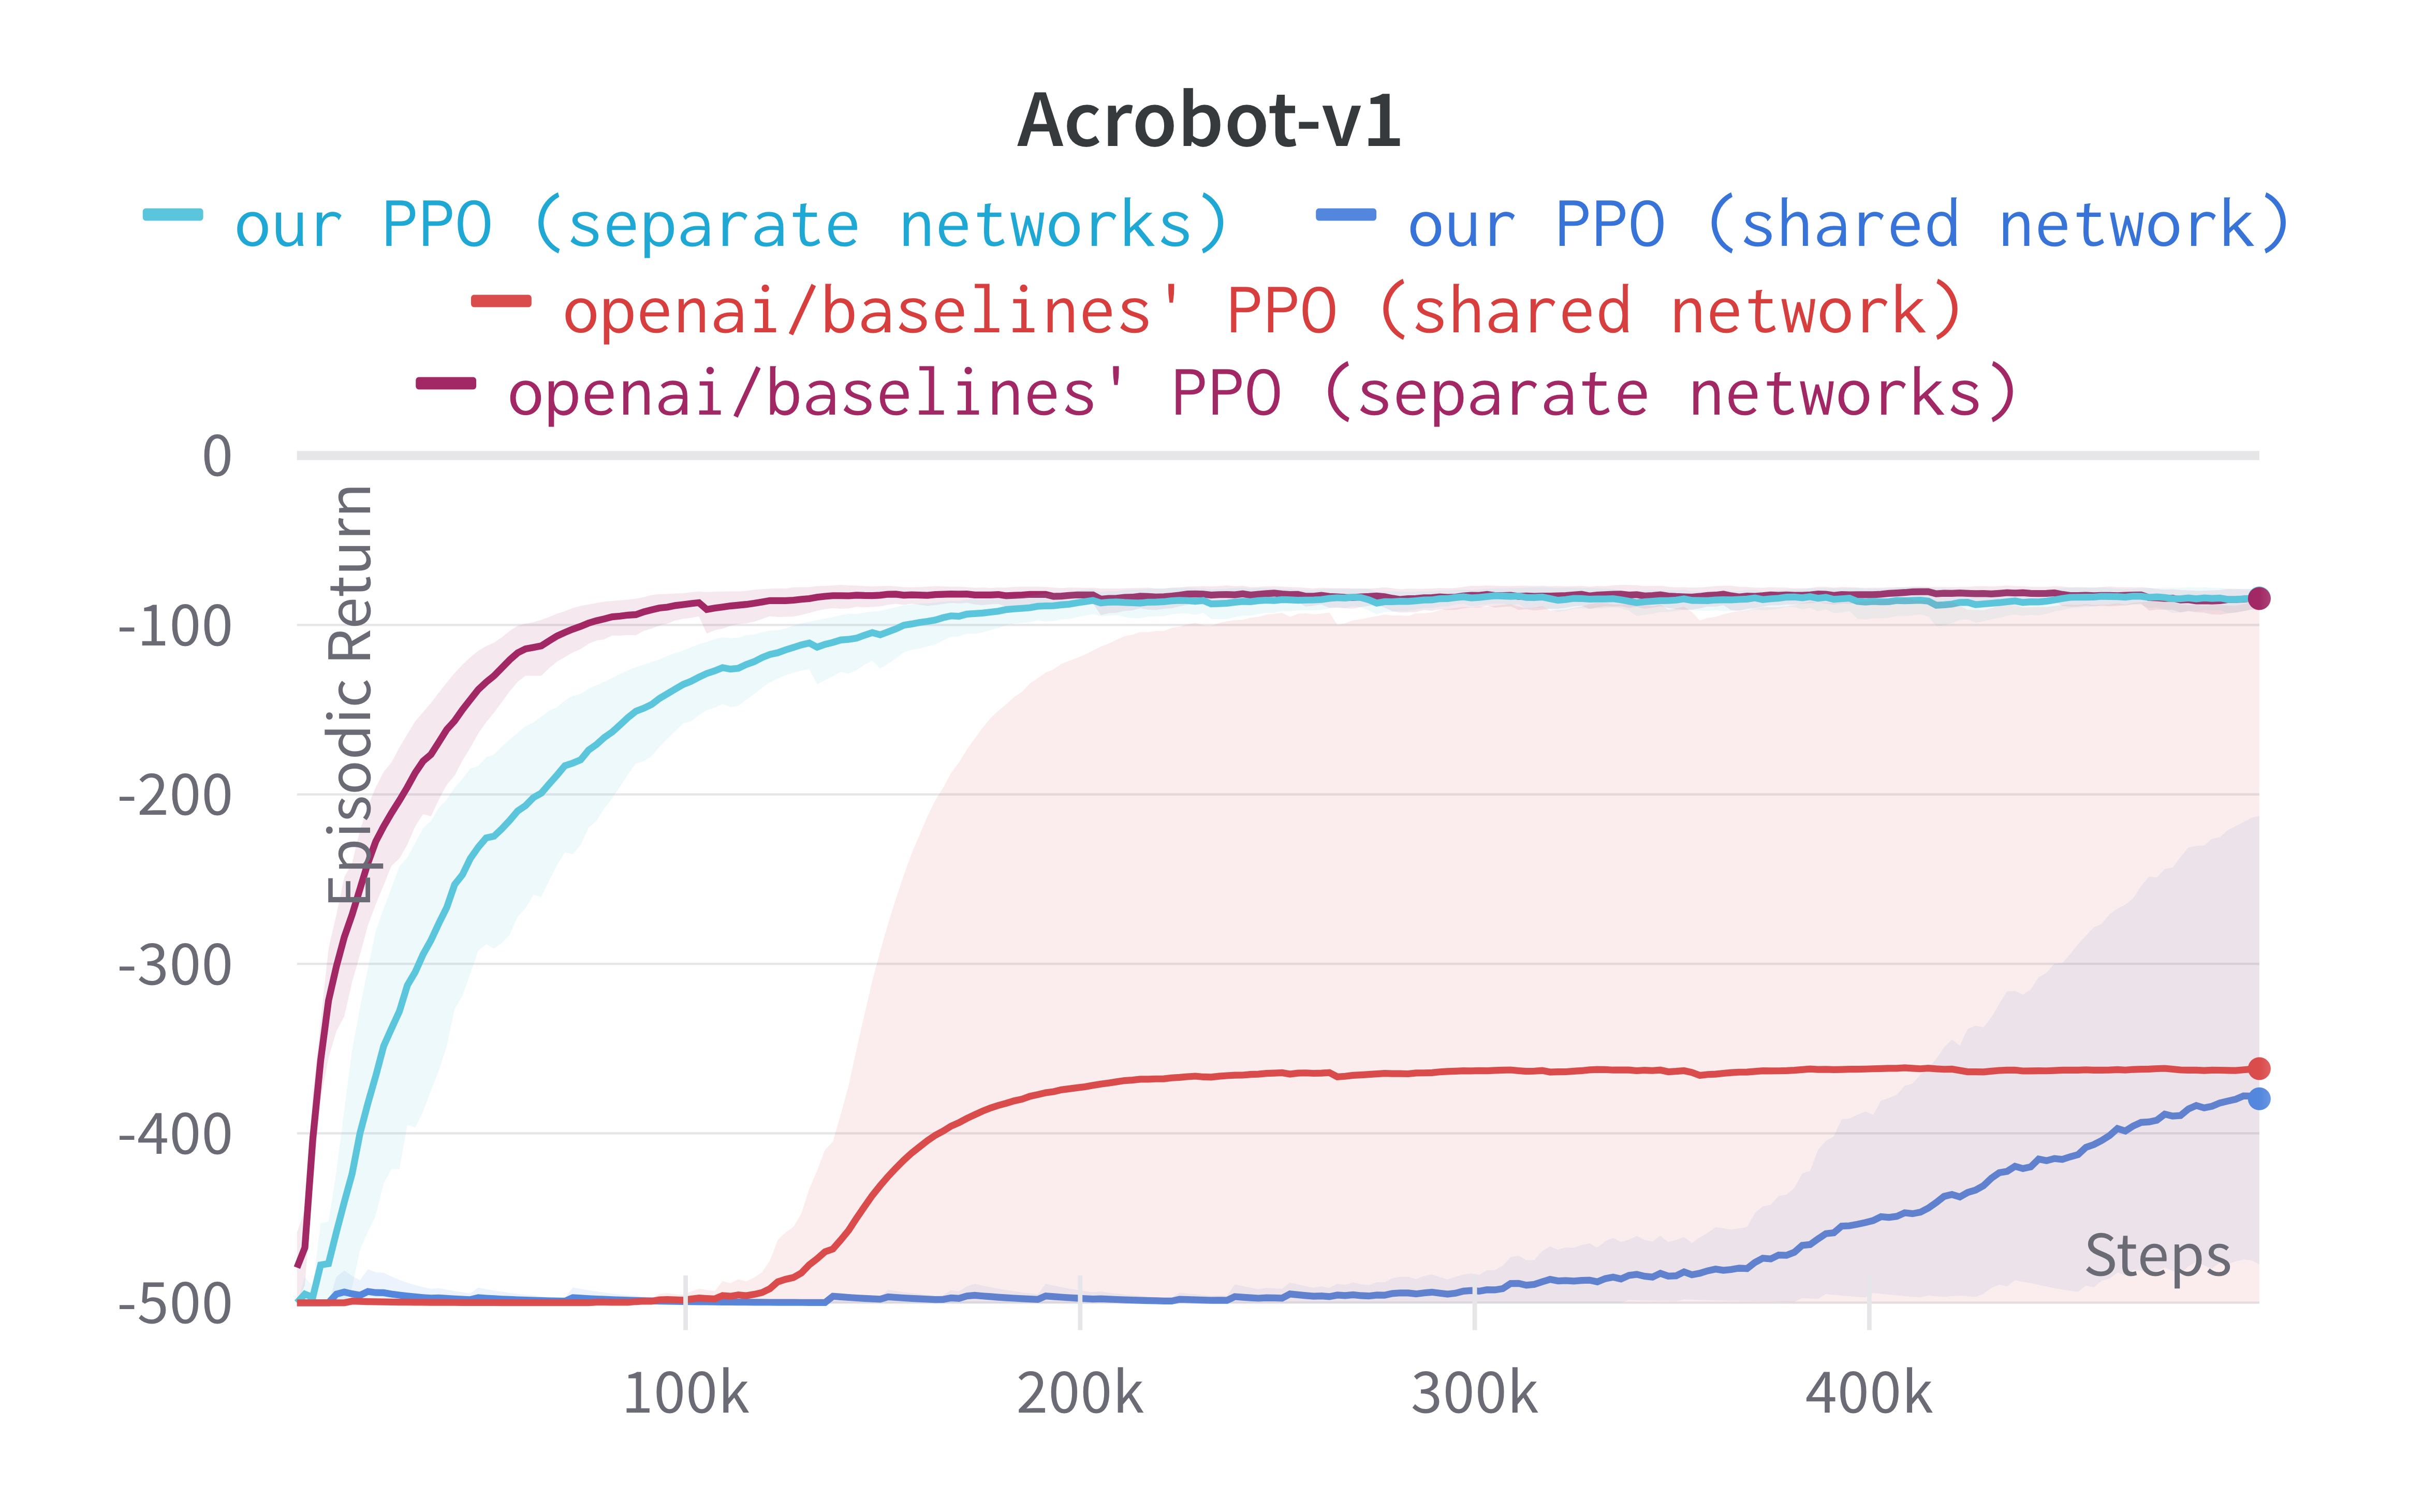 Acrobot-v1
our PPO (separate networks) our PPO (shared network)
openai/baselines' PPO (shared network)
openai/baselines' PPO (separate networks)
0
-100
-200
-300
-400
-500
Episodic Return
Steps
100k 200k 300k 400k